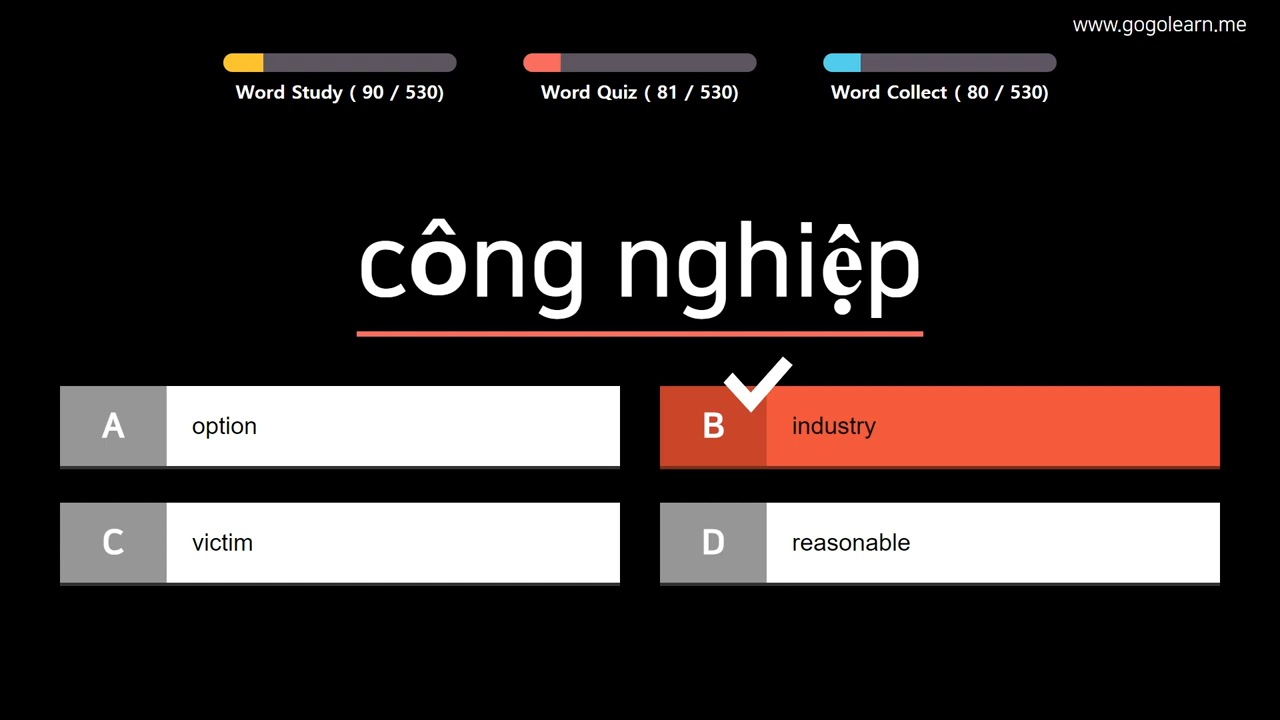 www.gogolearn.me
Word Study ( 90 / 530)
Word Quiz ( 81 / 530)
Word Collect ( 80 / 530)
công nghiệp
A option
B industry
C victim
D reasonable